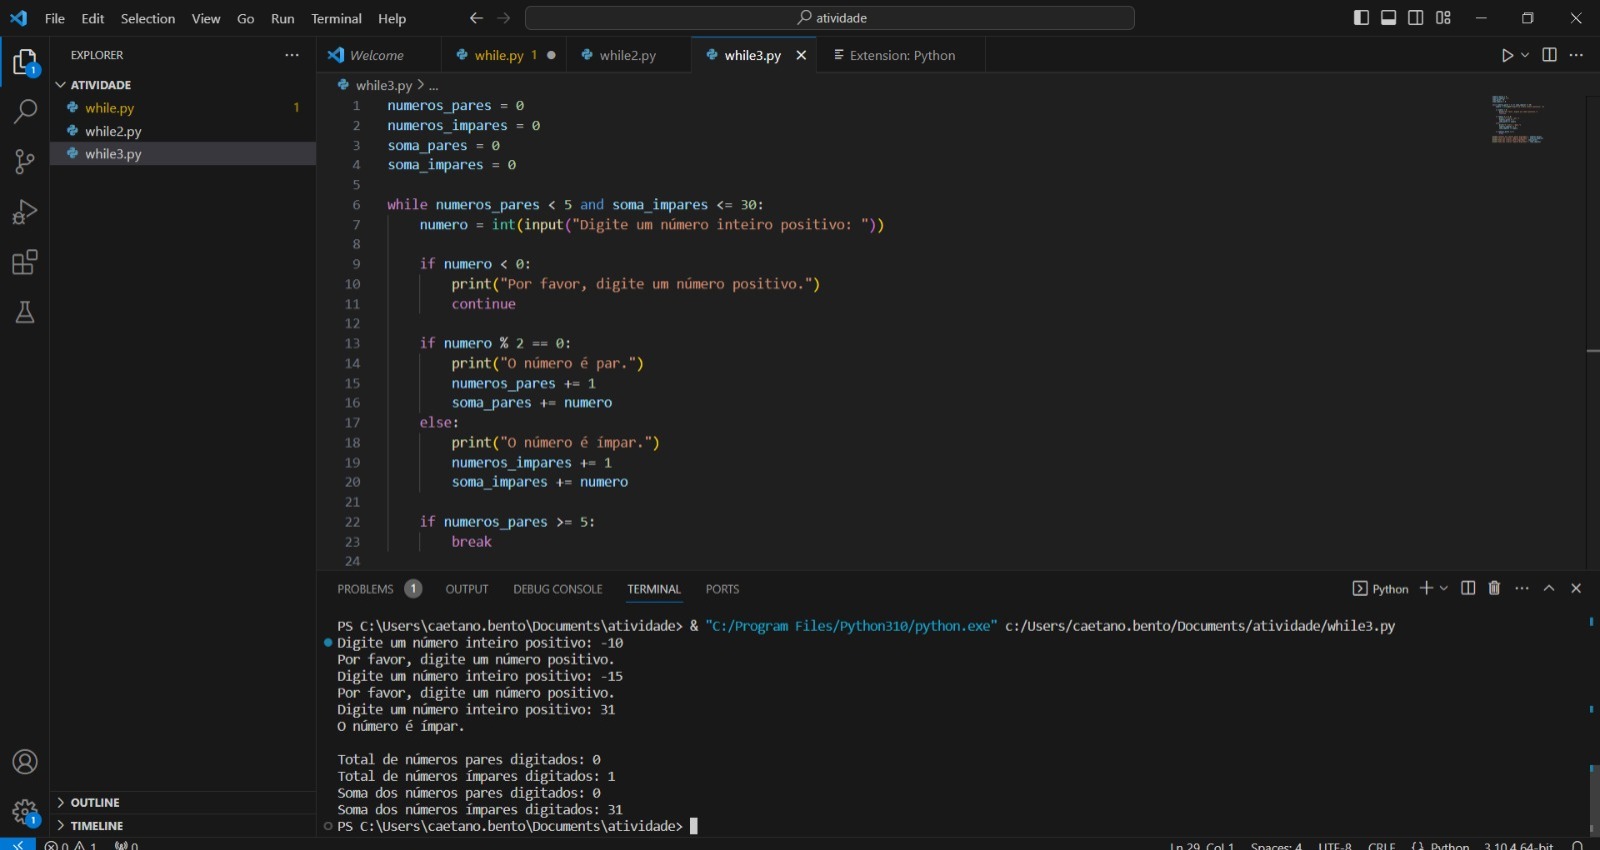 File Edit Selection View Go Run Terminal Help
atividade
EXPLORER
Welcome
while.py 1
while2.py
while3.py
Extension: Python
ATIVIDADE
while.py 1
while2.py
while3.py
while3.py > ...
1 numeros_pares = 0
2 numeros_impares = 0
3 soma_pares = 0
4 soma_impares = 0
5
6 while numeros_pares < 5 and soma_impares <= 30:
7 numero = int(input("Digite um número inteiro positivo: "))
8
9 if numero < 0:
10 print("Por favor, digite um número positivo.")
11 continue
12
13 if numero % 2 == 0:
14 print("O número é par.")
15 numeros_pares += 1
16 soma_pares += numero
17 else:
18 print("O número é ímpar.")
19 numeros_impares += 1
20 soma_impares += numero
21
22 if numeros_pares >= 5:
23 break
24
PROBLEMS 1 OUTPUT DEBUG CONSOLE TERMINAL PORTS
Python
PS C:\Users\caetano.bento\Documents\atividade> & "C:/Program Files/Python310/python.exe" c:/Users/caetano.bento/Documents/atividade/while3.py
Digite um número inteiro positivo: -10
Por favor, digite um número positivo.
Digite um número inteiro positivo: -15
Por favor, digite um número positivo.
Digite um número inteiro positivo: 31
O número é ímpar.
Total de números pares digitados: 0
Total de números ímpares digitados: 1
Soma dos números pares digitados: 0
Soma dos números ímpares digitados: 31
PS C:\Users\caetano.bento\Documents\atividade>
1
1
OUTLINE
TIMELINE
0 1 0
Ln 29, Col 1 Spaces: 4 UTF-8 CRLF Python 3.10.4 64-bit